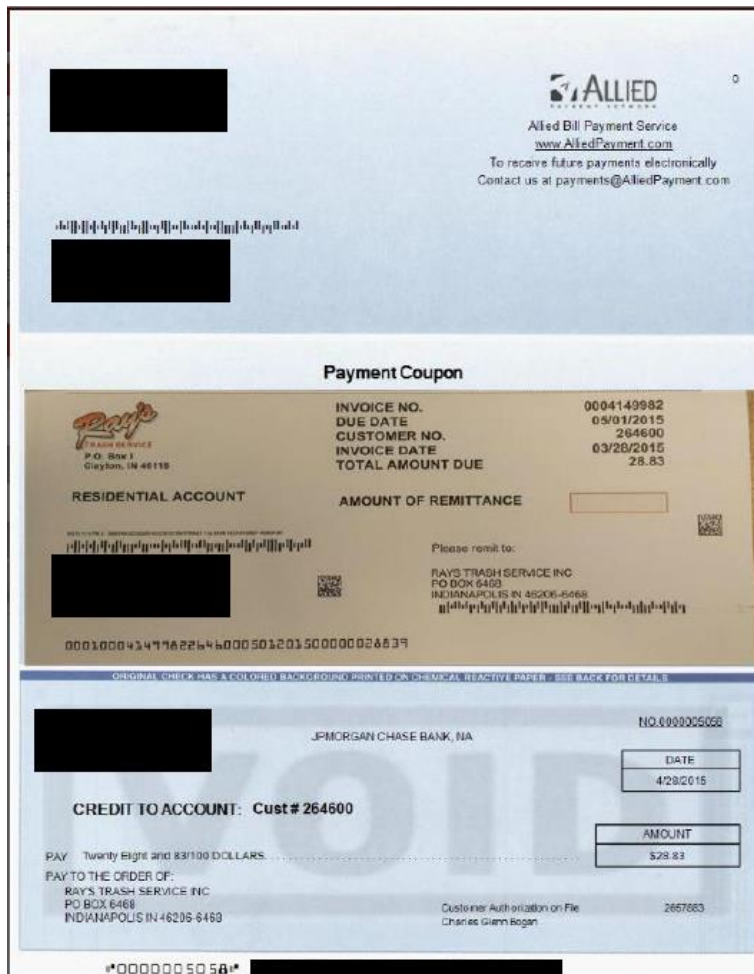 ALLIED
PAYMENT NETWORK
0
Allied Bill Payment Service
www.AlliedPayment.com
To receive future payments electronically
Contact us at payments@AlliedPayment.com
Payment Coupon
Ray's
TRASH SERVICE
P.O. Box I
Clayton, IN 46118
INVOICE NO. 0004149982
DUE DATE 05/01/2015
CUSTOMER NO. 264600
INVOICE DATE 03/28/2015
TOTAL AMOUNT DUE 28.83
RESIDENTIAL ACCOUNT
AMOUNT OF REMITTANCE
Please remit to:
RAYS TRASH SERVICE INC
PO BOX 6468
INDIANAPOLIS IN 46206-6468
ORIGINAL CHECK HAS A COLORED BACKGROUND PRINTED ON CHEMICAL REACTIVE PAPER - SEE BACK FOR DETAILS
VOID
JPMORGAN CHASE BANK, NA
NO.0000005058
DATE
4/28/2015
CREDIT TO ACCOUNT: Cust # 264600
AMOUNT
PAY Twenty Eight and 83/100 DOLLARS
$28.83
PAY TO THE ORDER OF:
RAY'S TRASH SERVICE INC
PO BOX 6468
INDIANAPOLIS IN 46206-6468
Customer Authorization on File 2657883
Charles Glenn Bogan
⑈0000005058⑈